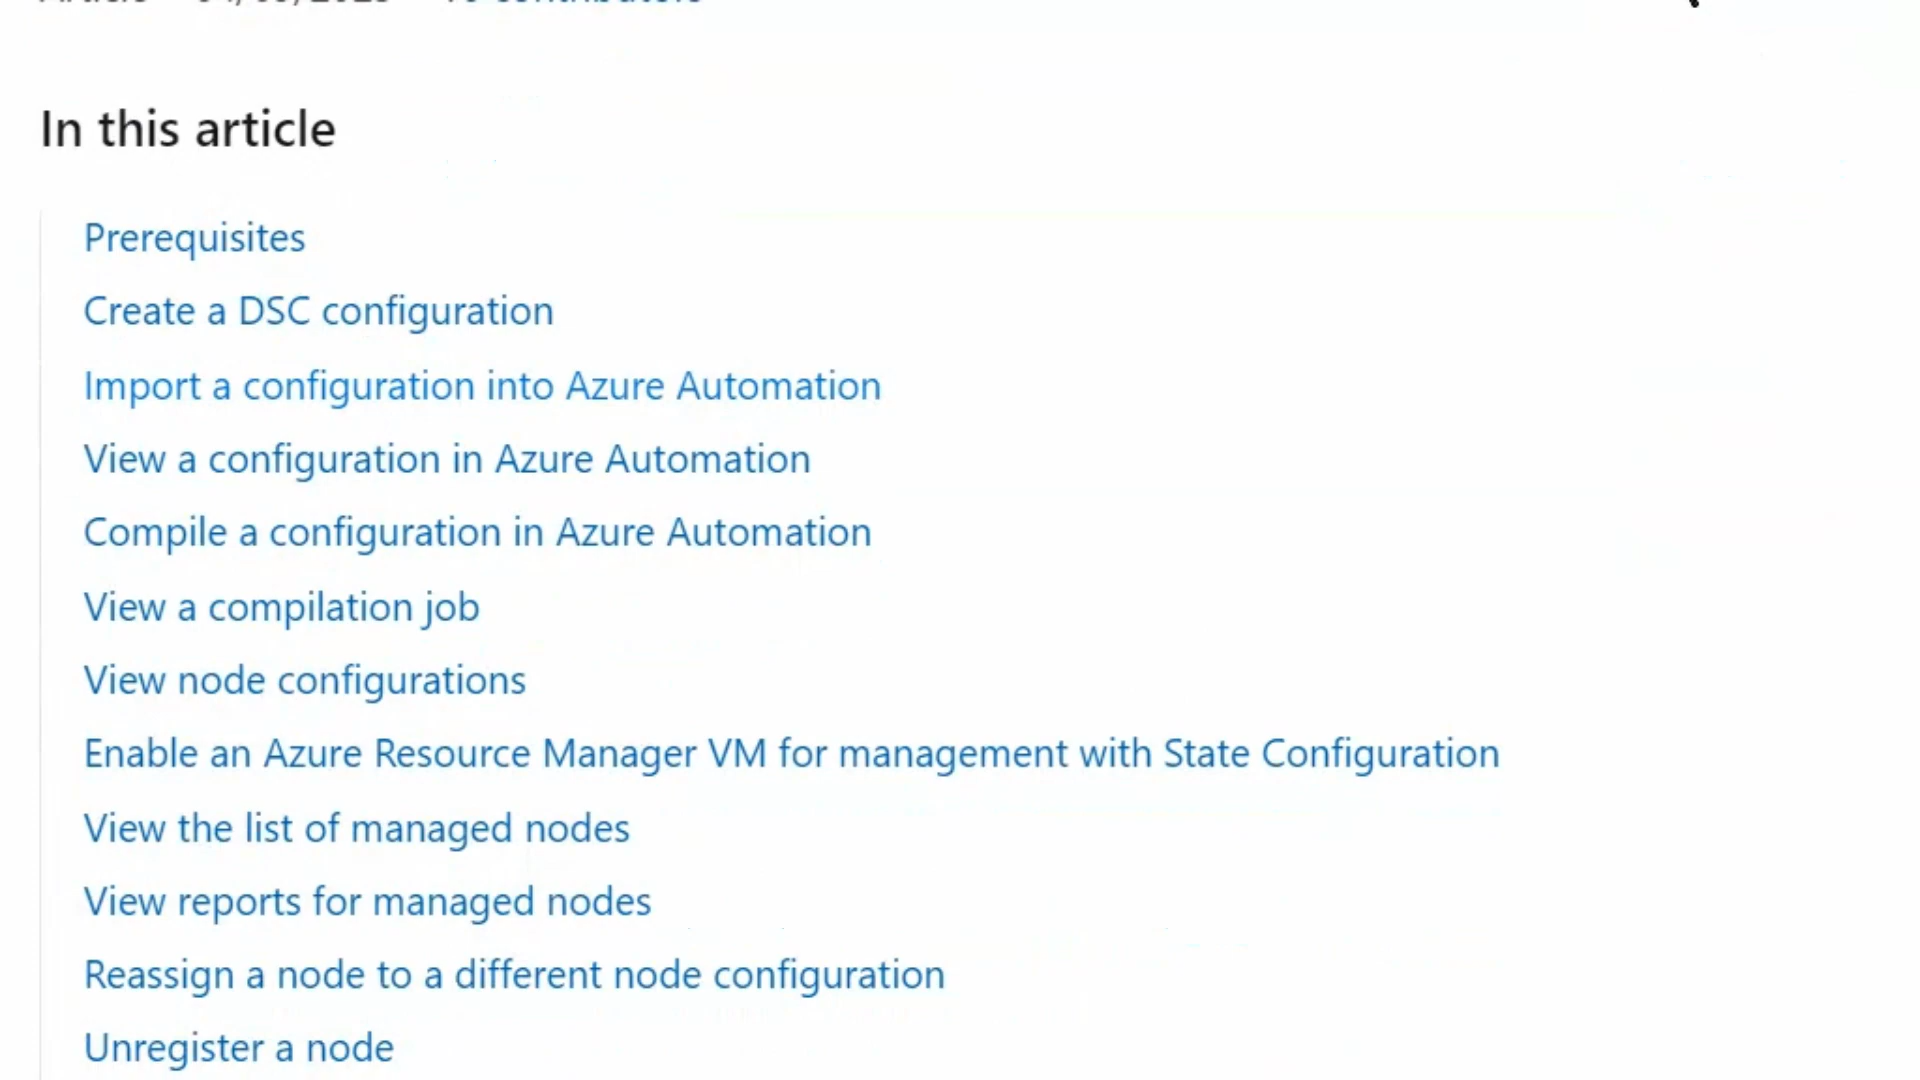 In this article
Prerequisites
Create a DSC configuration
Import a configuration into Azure Automation
View a configuration in Azure Automation
Compile a configuration in Azure Automation
View a compilation job
View node configurations
Enable an Azure Resource Manager VM for management with State Configuration
View the list of managed nodes
View reports for managed nodes
Reassign a node to a different node configuration
Unregister a node